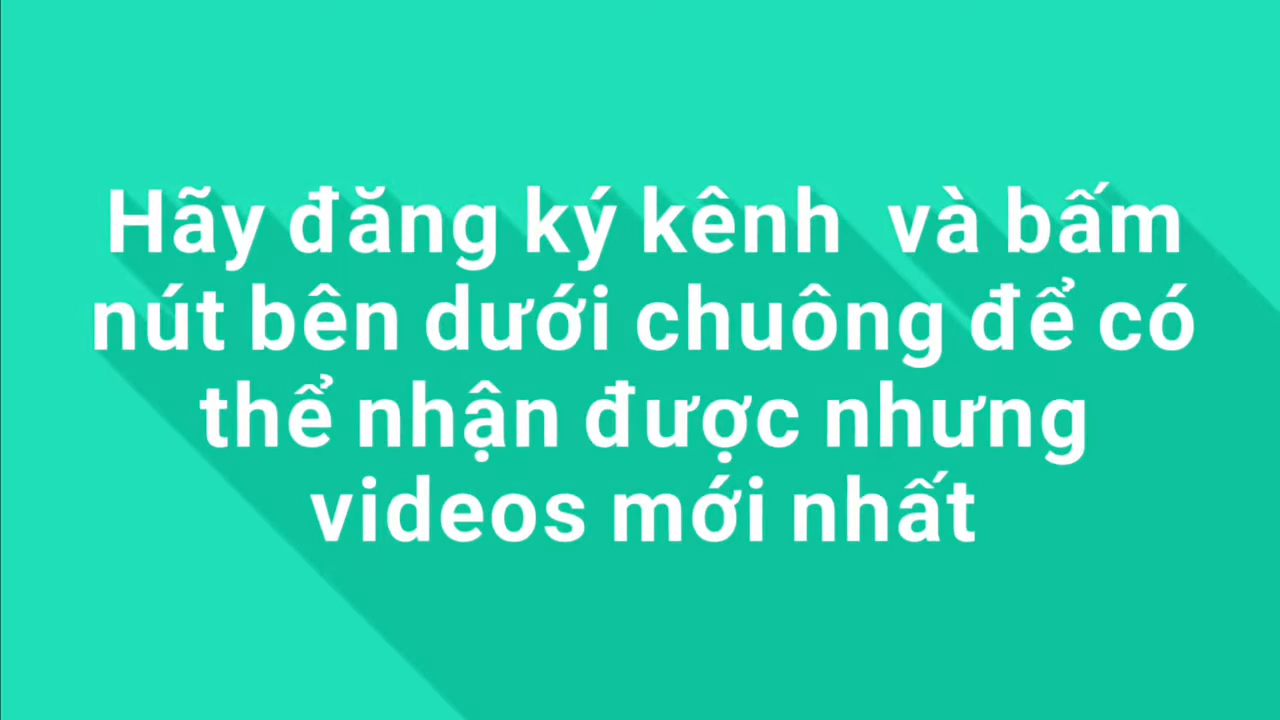 Hãy đăng ký kênh  và bấm
nút bên dưới chuông để có
thể nhận được nhưng
videos mới nhất